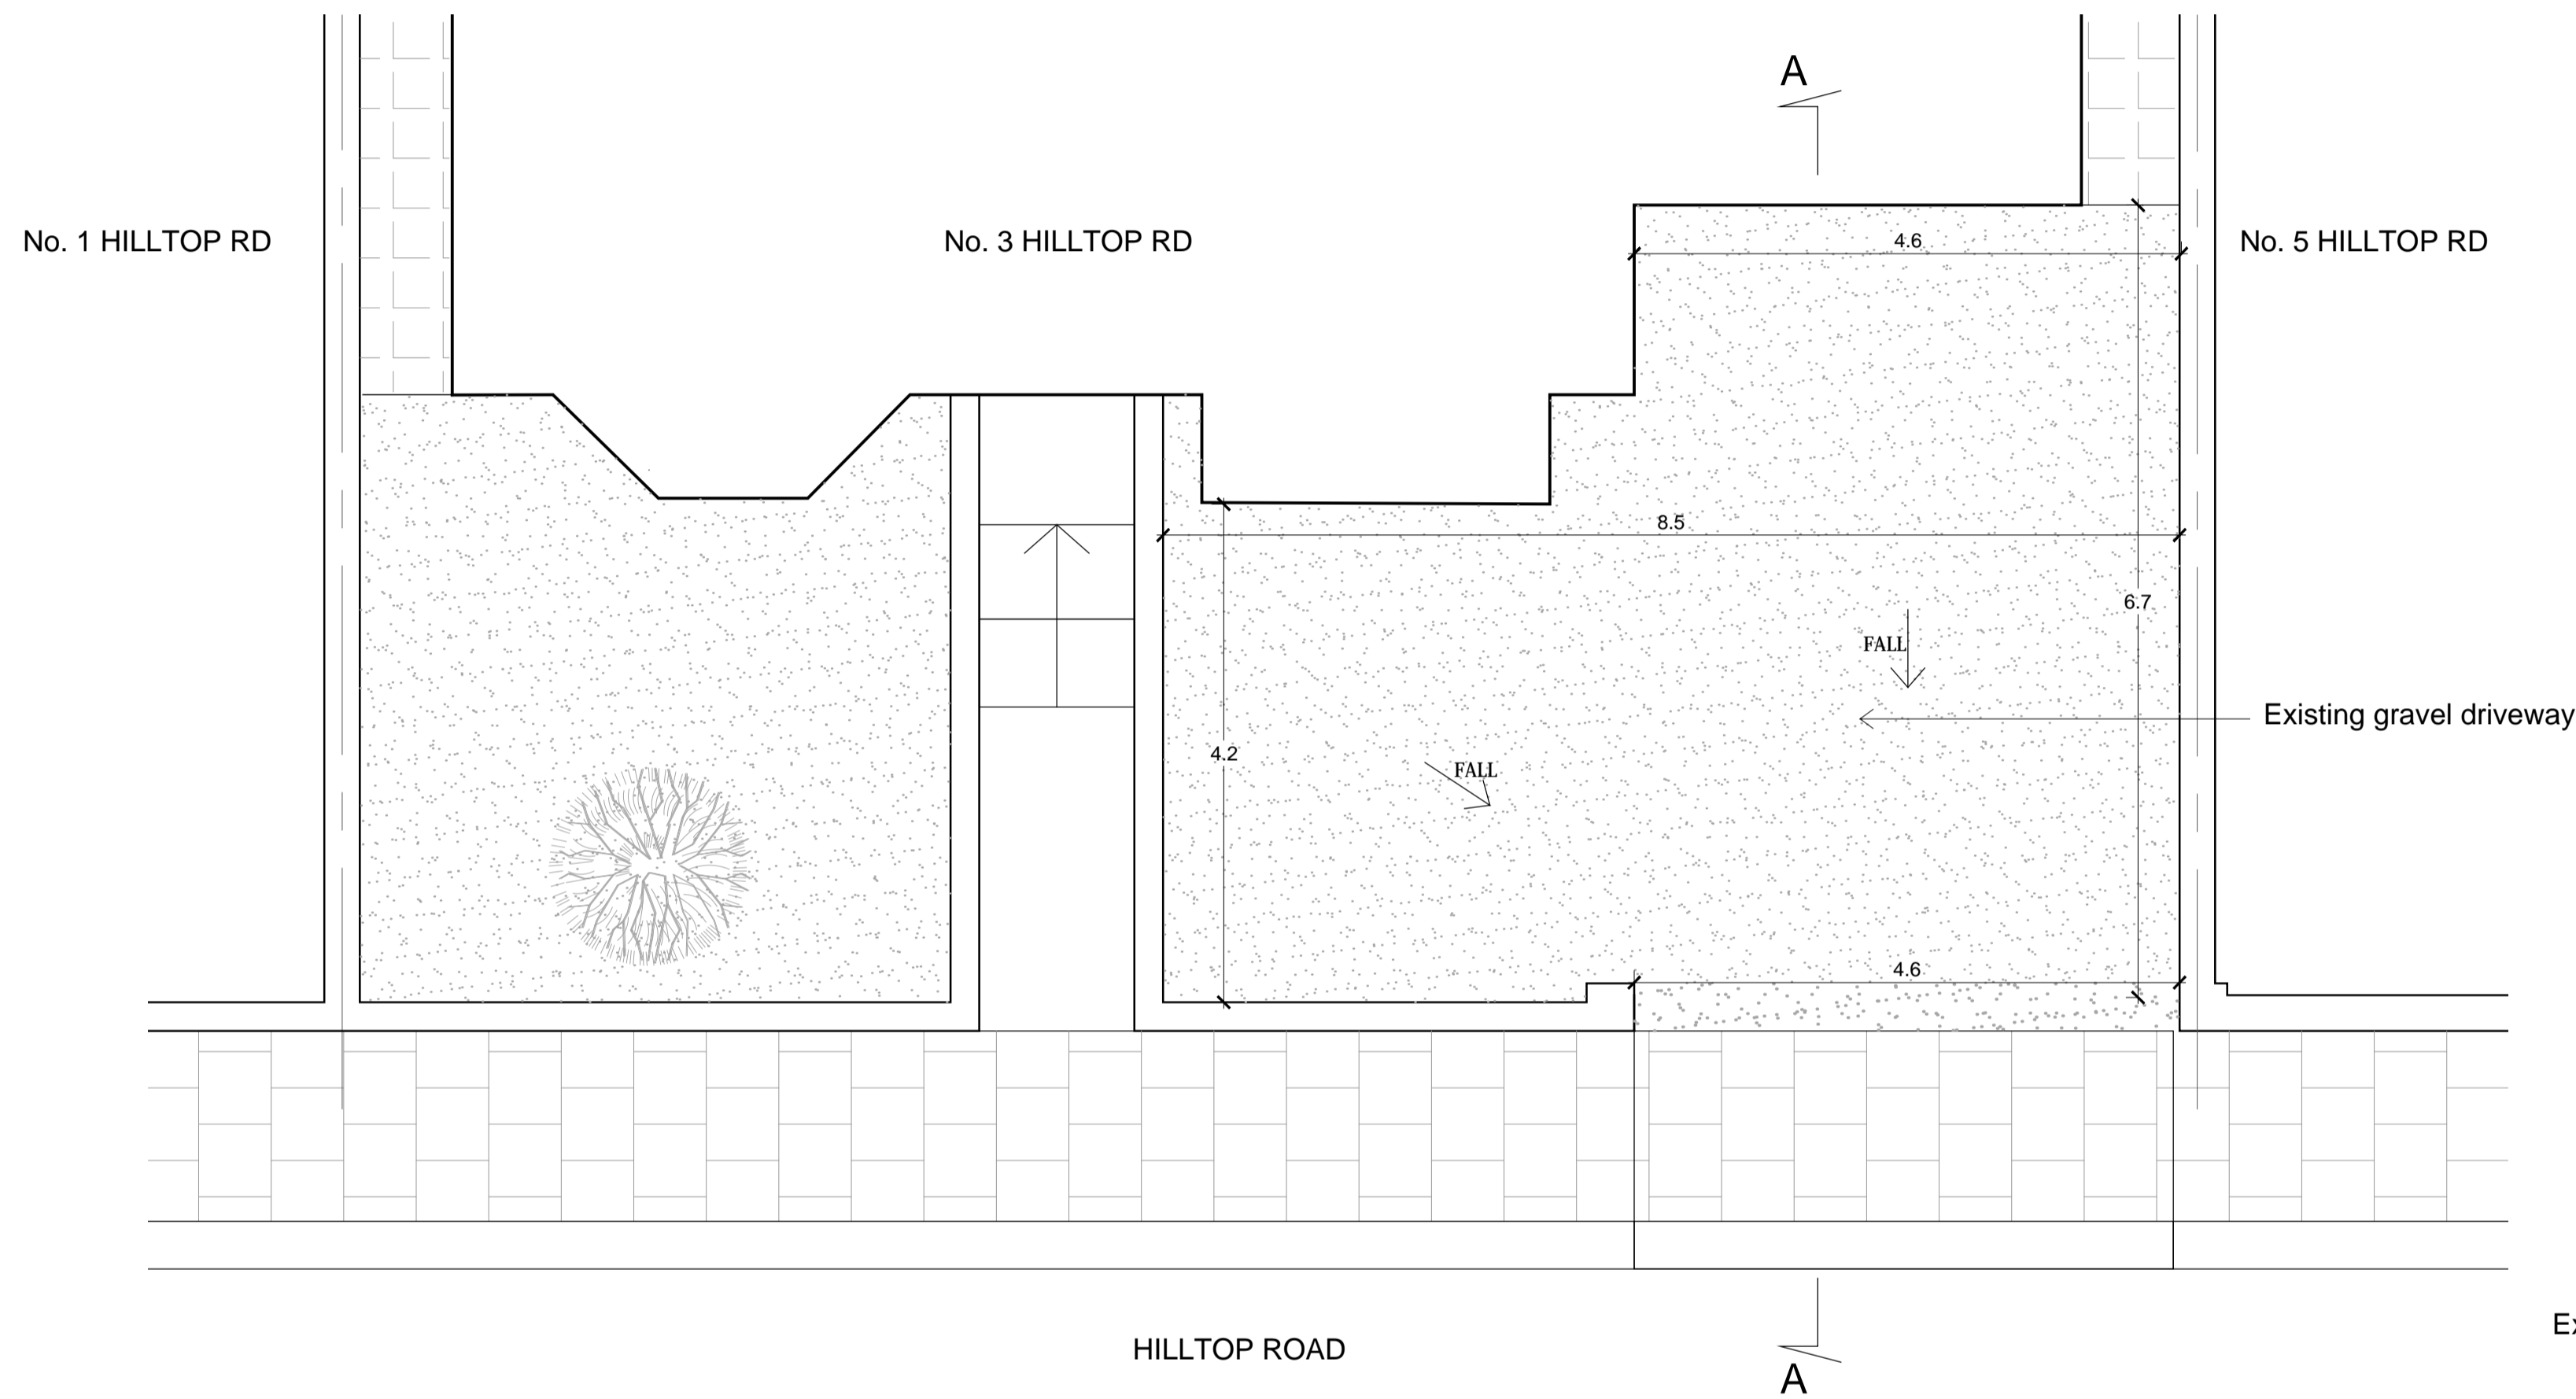 A
No. 1 HILLTOP RD
No. 3 HILLTOP RD
4.6
No. 5 HILLTOP RD
8.5
6.7
FALL
Existing gravel driveway
4.2
FALL
4.6
HILLTOP ROAD
Ex
A